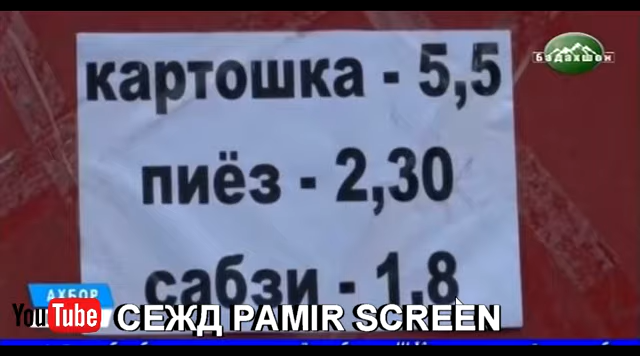 картошка - 5,5
Бадахшон
пиёз - 2,30
сабзи - 1,8
АХБОР
YouTube СЕЖД PAMIR SCREEN